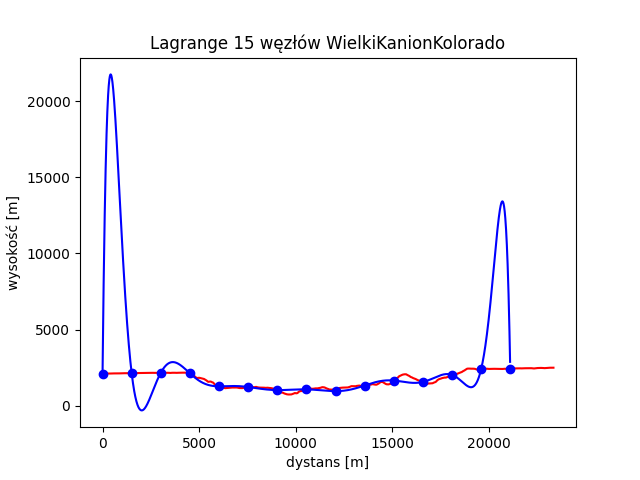 Lagrange 15 węzłów WielkiKanionKolorado
wysokość [m]
20000
15000
10000
5000
0
0 5000 10000 15000 20000
dystans [m]